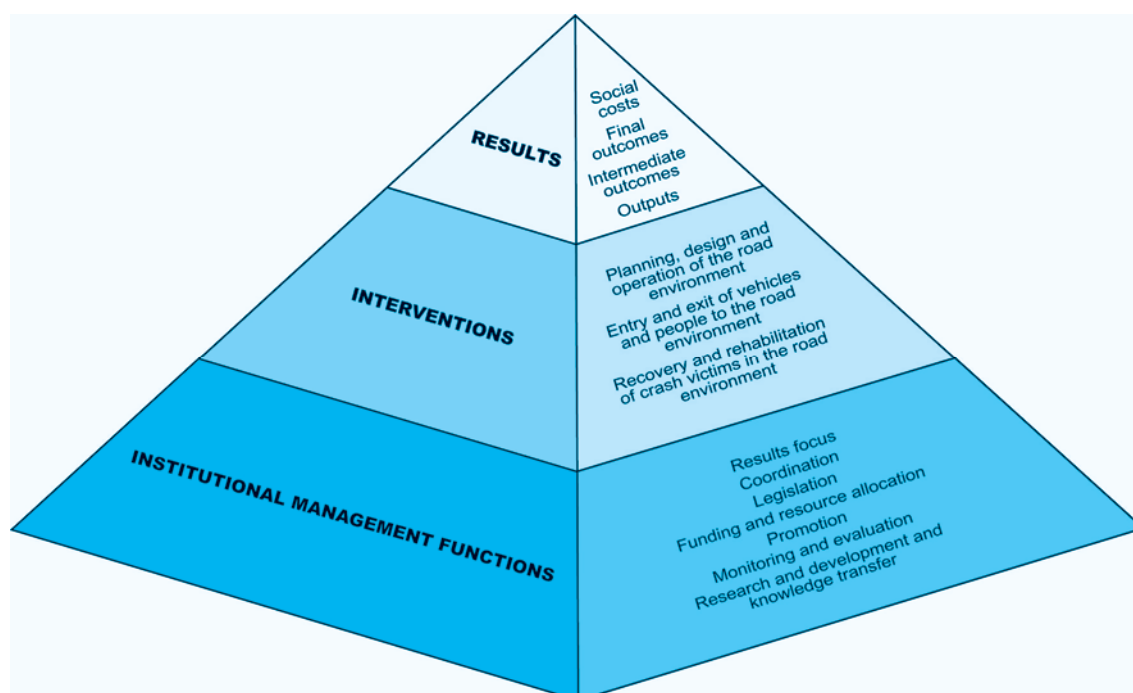 RESULTS
Social
costs
Final
outcomes
Intermediate
outcomes
Outputs
INTERVENTIONS
Planning, design and
operation of the road
environment
Entry and exit of vehicles
and people to the road
environment
Recovery and rehabilitation
of crash victims in the road
environment
INSTITUTIONAL MANAGEMENT FUNCTIONS
Results focus
Coordination
Legislation
Funding and resource allocation
Promotion
Monitoring and evaluation
Research and development and
knowledge transfer